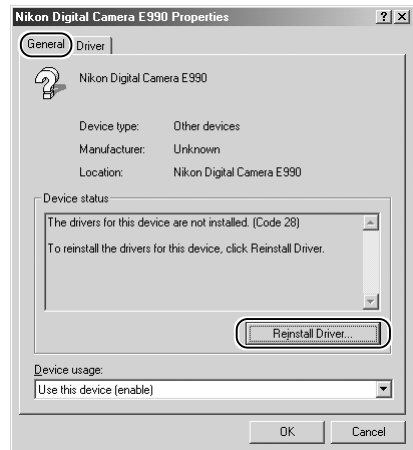 Nikon Digital Camera E990 Properties
General Driver
Nikon Digital Camera E990
Device type: Other devices
Manufacturer: Unknown
Location: Nikon Digital Camera E990
Device status
The drivers for this device are not installed. (Code 28)
To reinstall the drivers for this device, click Reinstall Driver.
Reinstall Driver...
Device usage:
Use this device (enable)
OK Cancel